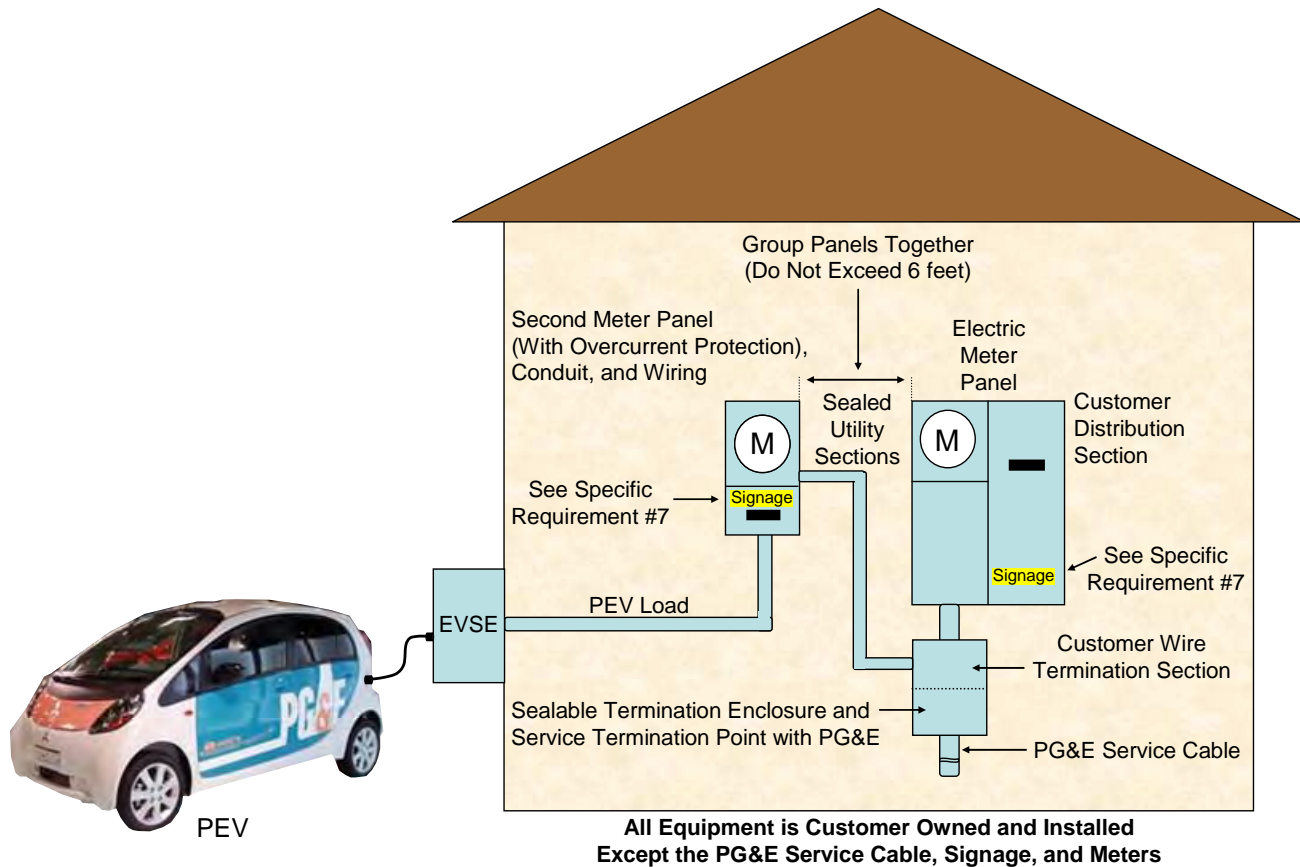 Group Panels Together
(Do Not Exceed 6 feet)
Second Meter Panel
(With Overcurrent Protection),
Conduit, and Wiring
Electric
Meter
Panel
Sealed
Utility
Sections
Customer
Distribution
Section
M
M
See Specific
Requirement #7
Signage
Signage
See Specific
Requirement #7
EVSE
PEV Load
PG&E
Customer Wire
Termination Section
Sealable Termination Enclosure and
Service Termination Point with PG&E
PG&E Service Cable
PEV
All Equipment is Customer Owned and Installed
Except the PG&E Service Cable, Signage, and Meters